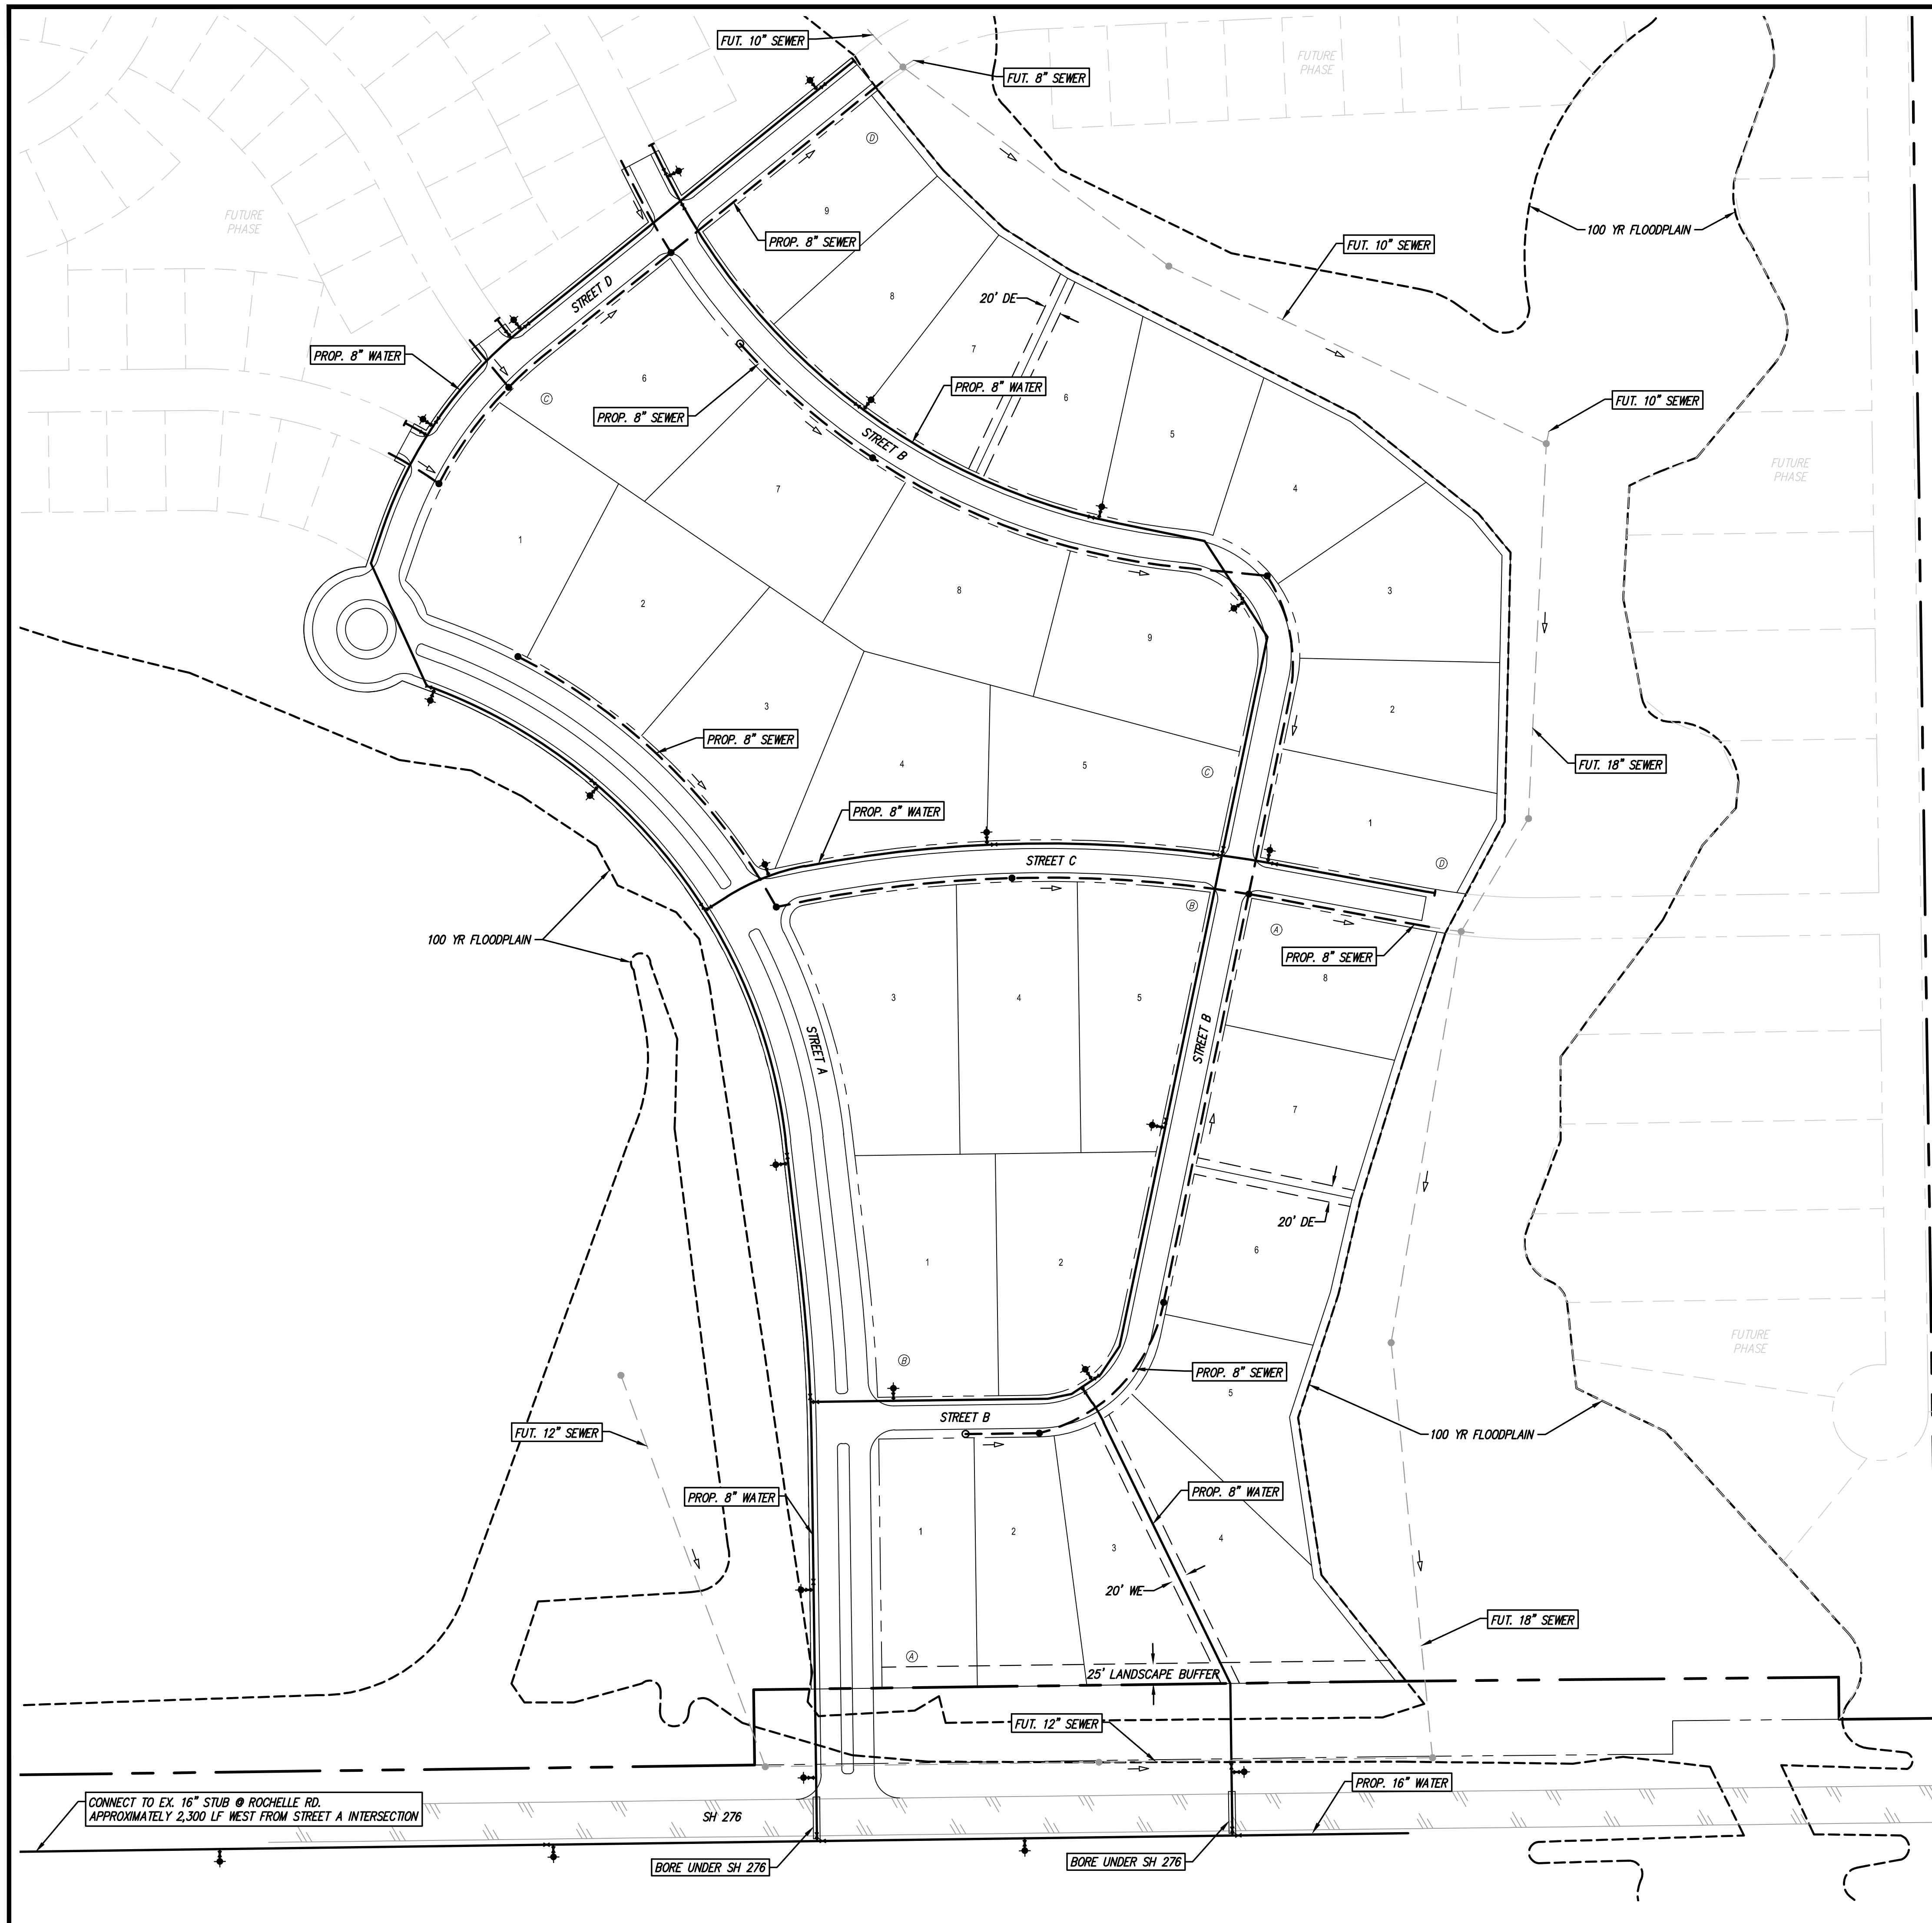 FUT. 10" SEWER
FUT. 8" SEWER
FUTURE
PHASE
D
9
PROP. 8" SEWER
FUTURE
PHASE
100 YR FLOODPLAIN
FUT. 10" SEWER
STREET D
8
20' DE
PROP. 8" WATER
7
6
C
PROP. 8" WATER
6
PROP. 8" SEWER
FUT. 10" SEWER
STREET B
5
FUTURE
PHASE
7
4
1
8
3
2
9
3
2
PROP. 8" SEWER
4
5
C
FUT. 18" SEWER
PROP. 8" WATER
1
STREET C
D
B
A
100 YR FLOODPLAIN
PROP. 8" SEWER
8
3
4
5
STREET A
STREET B
7
20' DE
6
1
2
FUTURE
PHASE
B
PROP. 8" SEWER
5
STREET B
FUT. 12" SEWER
100 YR FLOODPLAIN
PROP. 8" WATER
PROP. 8" WATER
1
2
3
4
20' WE
FUT. 18" SEWER
A
25' LANDSCAPE BUFFER
FUT. 12" SEWER
PROP. 16" WATER
CONNECT TO EX. 16" STUB @ ROCHELLE RD.
APPROXIMATELY 2,300 LF WEST FROM STREET A INTERSECTION
SH 276
BORE UNDER SH 276
BORE UNDER SH 276